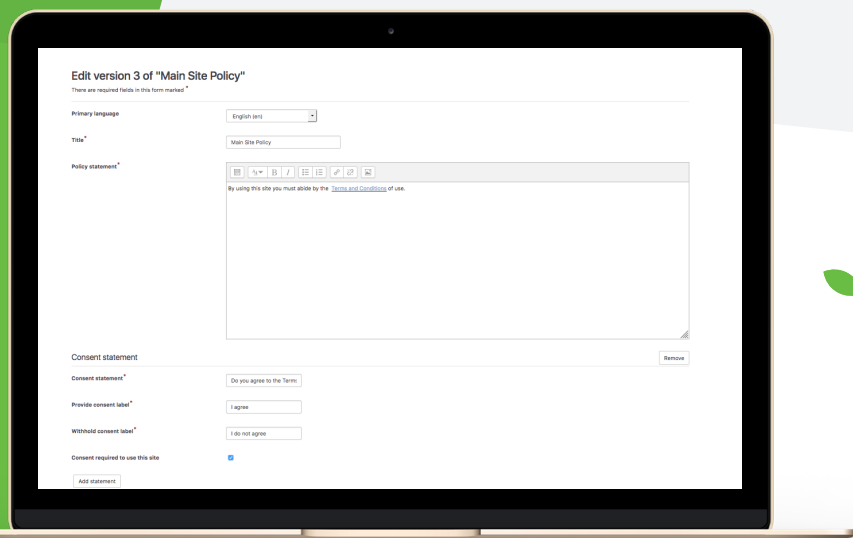 Edit version 3 of "Main Site Policy"
There are required fields in this form marked *
Primary language
English (en)
Title*
Main Site Policy
Policy statement*
B I
By using this site you must abide by the Terms and Conditions of use.
Consent statement
Remove
Consent statement*
Do you agree to the Terms
Provide consent label*
I agree
Withhold consent label*
I do not agree
Consent required to use this site
Add statement